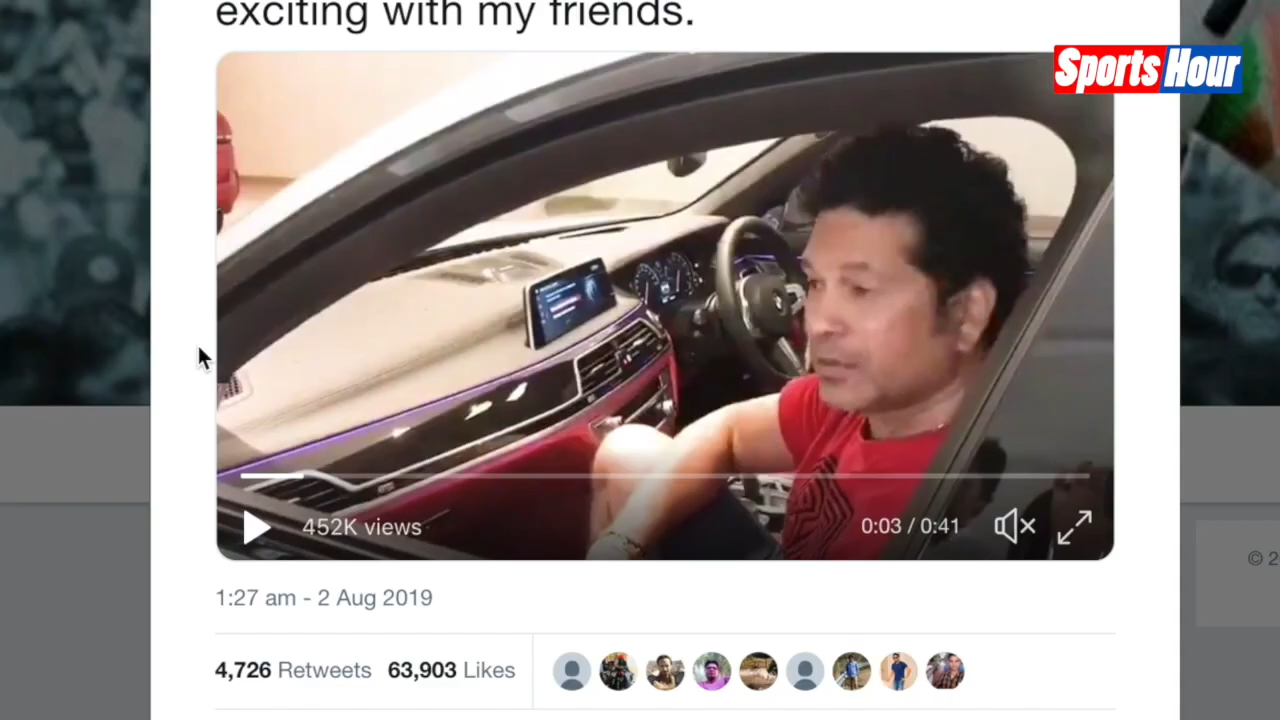 exciting with my friends.
Sports Hour
452K views
0:03 / 0:41
© 2
1:27 am - 2 Aug 2019
4,726 Retweets 63,903 Likes